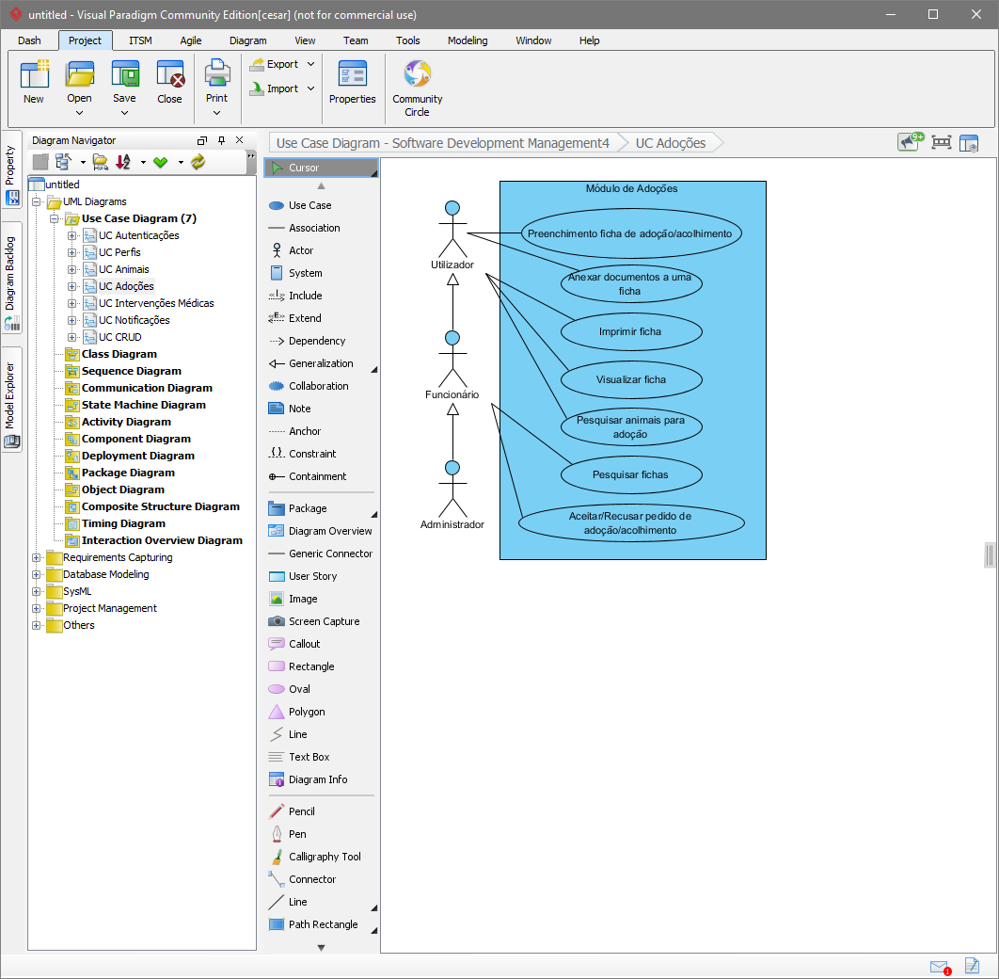 untitled - Visual Paradigm Community Edition[cesar] (not for commercial use)
Dash Project ITSM Agile Diagram View Team Tools Modeling Window Help
New Open Save Close Print Export Import Properties Community Circle
Property
Diagram Backlog
Model Explorer
Diagram Navigator
untitled
UML Diagrams
Use Case Diagram (7)
UC Autenticações
UC Perfis
UC Animais
UC Adoções
UC Intervenções Médicas
UC Notificações
UC CRUD
Class Diagram
Sequence Diagram
Communication Diagram
State Machine Diagram
Activity Diagram
Component Diagram
Deployment Diagram
Package Diagram
Object Diagram
Composite Structure Diagram
Timing Diagram
Interaction Overview Diagram
Requirements Capturing
Database Modeling
SysML
Project Management
Others
Use Case Diagram - Software Development Management4 UC Adoções
9+
Cursor
Use Case
Association
Actor
System
Include
Extend
Dependency
Generalization
Collaboration
Note
Anchor
Constraint
Containment
Package
Diagram Overview
Generic Connector
User Story
Image
Screen Capture
Callout
Rectangle
Oval
Polygon
Line
Text Box
Diagram Info
Pencil
Pen
Calligraphy Tool
Connector
Line
Path Rectangle
Módulo de Adoções
Utilizador
Funcionário
Administrador
Preenchimento ficha de adoção/acolhimento
Anexar documentos a uma
ficha
Imprimir ficha
Visualizar ficha
Pesquisar animais para
adoção
Pesquisar fichas
Aceitar/Recusar pedido de
adoção/acolhimento
1